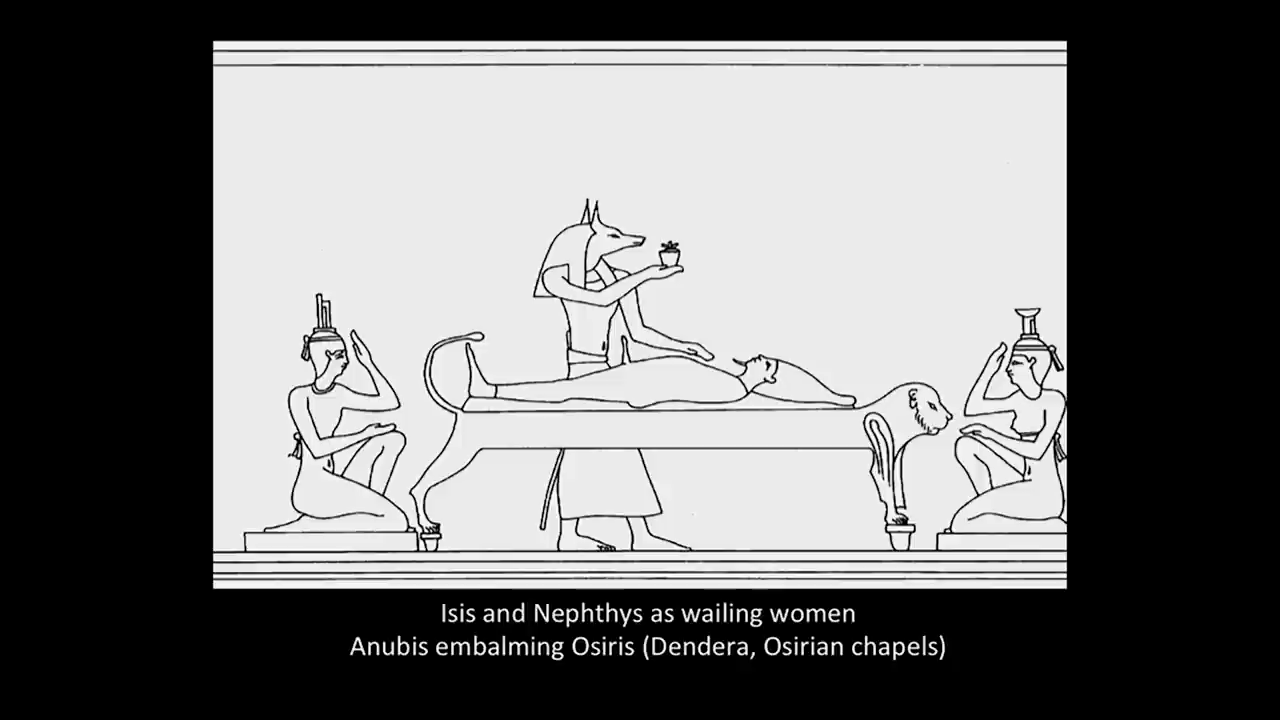 Isis and Nephthys as wailing women
Anubis embalming Osiris (Dendera, Osirian chapels)